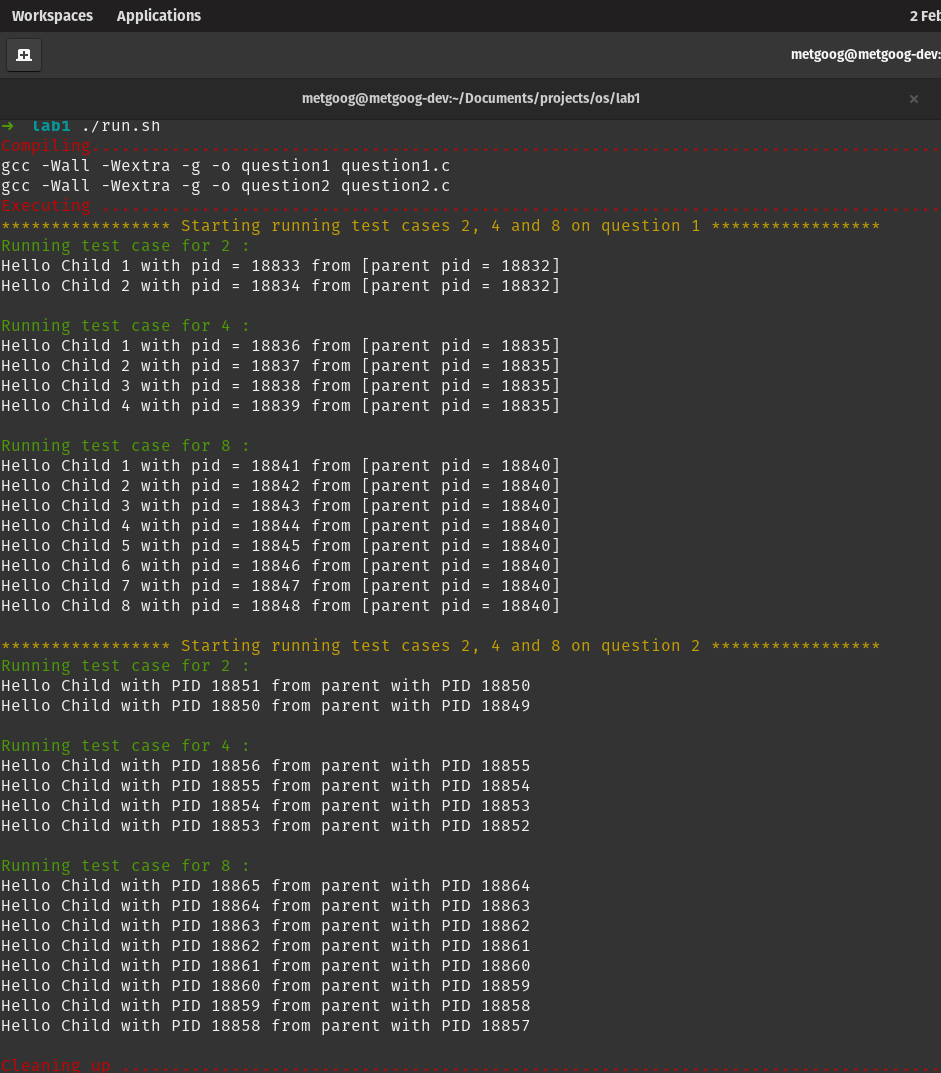 Workspaces Applications 2 Feb
metgoog@metgoog-dev:
metgoog@metgoog-dev:~/Documents/projects/os/lab1 ×
➜ lab1 ./run.sh
Compiling.....................................................................................
gcc -Wall -Wextra -g -o question1 question1.c
gcc -Wall -Wextra -g -o question2 question2.c
Executing ....................................................................................
***************** Starting running test cases 2, 4 and 8 on question 1 *****************
Running test case for 2 :
Hello Child 1 with pid = 18833 from [parent pid = 18832]
Hello Child 2 with pid = 18834 from [parent pid = 18832]
Running test case for 4 :
Hello Child 1 with pid = 18836 from [parent pid = 18835]
Hello Child 2 with pid = 18837 from [parent pid = 18835]
Hello Child 3 with pid = 18838 from [parent pid = 18835]
Hello Child 4 with pid = 18839 from [parent pid = 18835]
Running test case for 8 :
Hello Child 1 with pid = 18841 from [parent pid = 18840]
Hello Child 2 with pid = 18842 from [parent pid = 18840]
Hello Child 3 with pid = 18843 from [parent pid = 18840]
Hello Child 4 with pid = 18844 from [parent pid = 18840]
Hello Child 5 with pid = 18845 from [parent pid = 18840]
Hello Child 6 with pid = 18846 from [parent pid = 18840]
Hello Child 7 with pid = 18847 from [parent pid = 18840]
Hello Child 8 with pid = 18848 from [parent pid = 18840]
***************** Starting running test cases 2, 4 and 8 on question 2 *****************
Running test case for 2 :
Hello Child with PID 18851 from parent with PID 18850
Hello Child with PID 18850 from parent with PID 18849
Running test case for 4 :
Hello Child with PID 18856 from parent with PID 18855
Hello Child with PID 18855 from parent with PID 18854
Hello Child with PID 18854 from parent with PID 18853
Hello Child with PID 18853 from parent with PID 18852
Running test case for 8 :
Hello Child with PID 18865 from parent with PID 18864
Hello Child with PID 18864 from parent with PID 18863
Hello Child with PID 18863 from parent with PID 18862
Hello Child with PID 18862 from parent with PID 18861
Hello Child with PID 18861 from parent with PID 18860
Hello Child with PID 18860 from parent with PID 18859
Hello Child with PID 18859 from parent with PID 18858
Hello Child with PID 18858 from parent with PID 18857
Cleaning up ..................................................................................